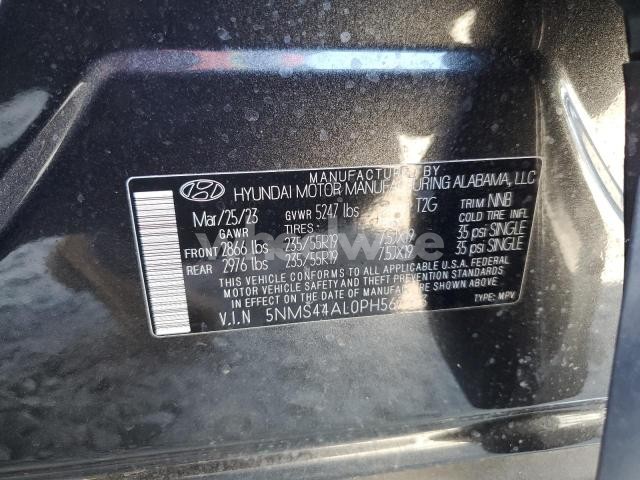 MANUFACTURED BY
HYUNDAI MOTOR MANUFACTURING ALABAMA, LLC
Mar/25/23 GVWR 5247 lbs T2G TRIM NNB
GAWR TIRES: COLD TIRE INFL
FRONT 2866 lbs 235/55R19 7.5JX19 35 psi SINGLE
REAR 2976 lbs 235/55R19 7.5JX19 35 psi SINGLE
THIS VEHICLE CONFORMS TO ALL APPLICABLE U.S.A. FEDERAL
MOTOR VEHICLE SAFETY STANDARDS IN EFFECT ON THE DATE OF MANUFACTURE SHOWN ABOVE
V.I.N TYPE: MPV